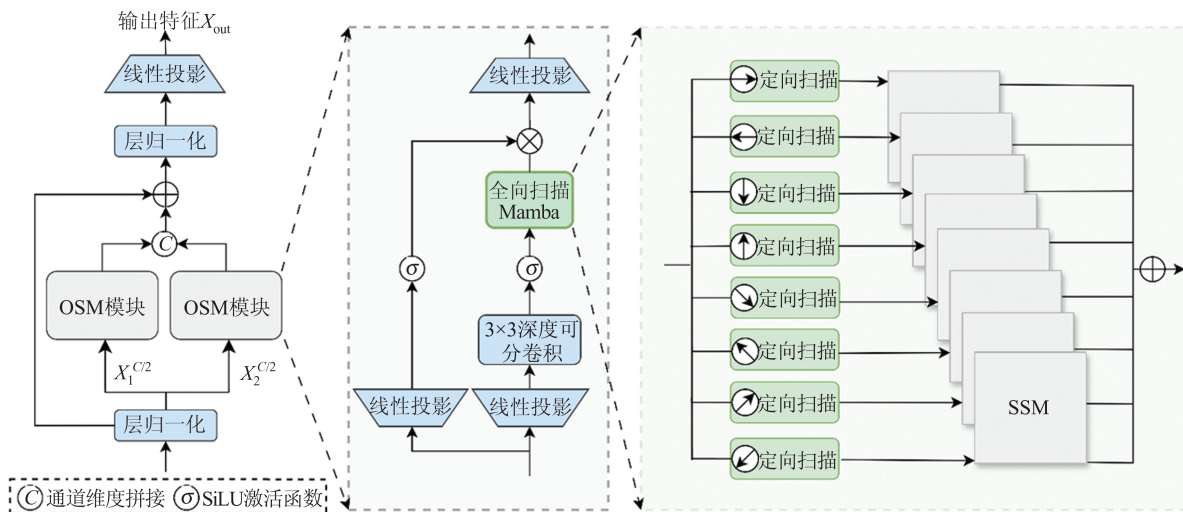 输出特征Xout
线性投影
层归一化
C
OSM模块
OSM模块
X1^{C/2}
X2^{C/2}
层归一化
C 通道维度拼接 σ SiLU激活函数
线性投影
全向扫描
Mamba
σ
σ
3×3深度可
分卷积
线性投影
线性投影
定向扫描
定向扫描
定向扫描
定向扫描
定向扫描
定向扫描
定向扫描
定向扫描
SSM